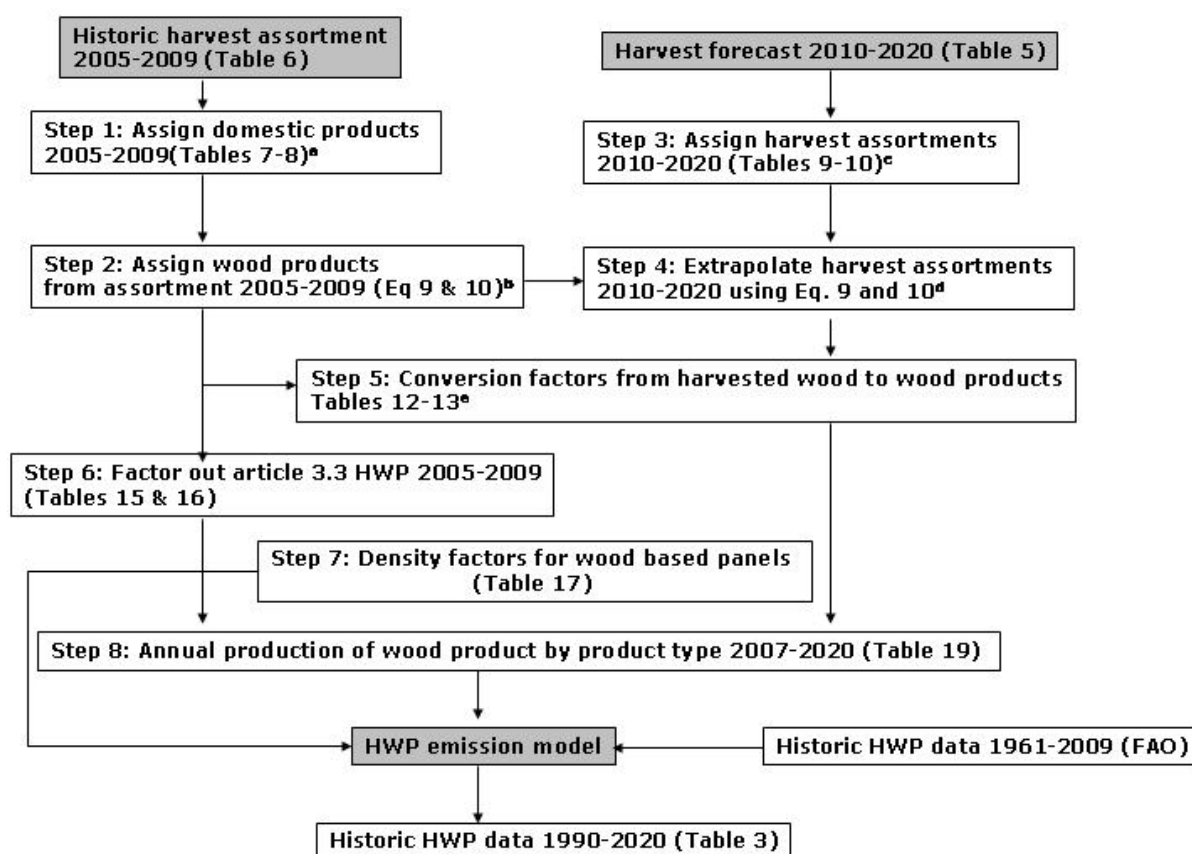 Historic harvest assortment
2005-2009 (Table 6)
Harvest forecast 2010-2020 (Table 5)
Step 1: Assign domestic products
2005-2009(Tables 7-8)ᵃ
Step 3: Assign harvest assortments
2010-2020 (Tables 9-10)ᶜ
Step 2: Assign wood products
from assortment 2005-2009 (Eq 9 & 10)ᵇ
Step 4: Extrapolate harvest assortments
2010-2020 using Eq. 9 and 10ᵈ
Step 5: Conversion factors from harvested wood to wood products
Tables 12-13ᵉ
Step 6: Factor out article 3.3 HWP 2005-2009
(Tables 15 & 16)
Step 7: Density factors for wood based panels
(Table 17)
Step 8: Annual production of wood product by product type 2007-2020 (Table 19)
HWP emission model
Historic HWP data 1961-2009 (FAO)
Historic HWP data 1990-2020 (Table 3)